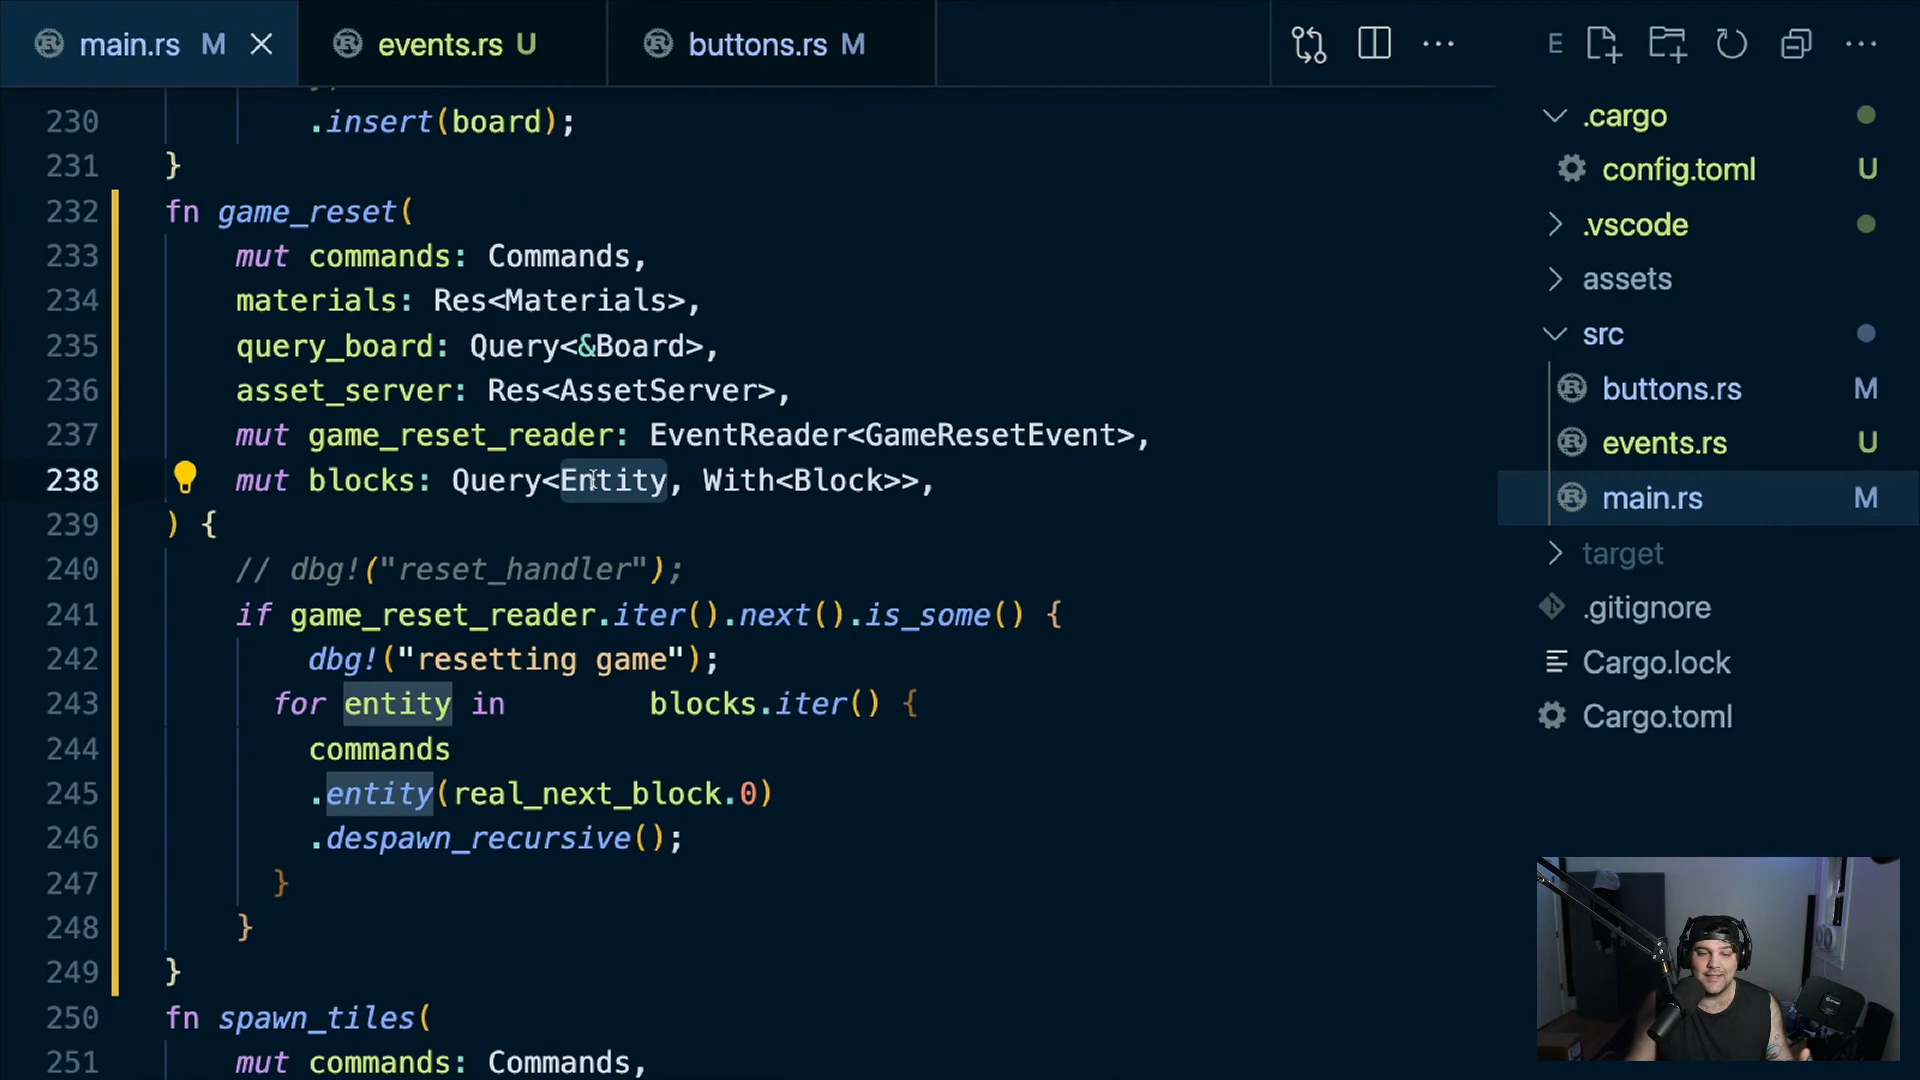 main.rs M
events.rs U
buttons.rs M
E
230 .insert(board);
231 }
232 fn game_reset(
233 mut commands: Commands,
234 materials: Res<Materials>,
235 query_board: Query<&Board>,
236 asset_server: Res<AssetServer>,
237 mut game_reset_reader: EventReader<GameResetEvent>,
238 mut blocks: Query<Entity, With<Block>>,
239 ) {
240 // dbg!("reset_handler");
241 if game_reset_reader.iter().next().is_some() {
242 dbg!("resetting game");
243 for entity in blocks.iter() {
244 commands
245 .entity(real_next_block.0)
246 .despawn_recursive();
247 }
248 }
249 }
250 fn spawn_tiles(
251 mut commands: Commands,
.cargo
config.toml U
.vscode
assets
src
buttons.rs M
events.rs U
main.rs M
target
.gitignore
Cargo.lock
Cargo.toml